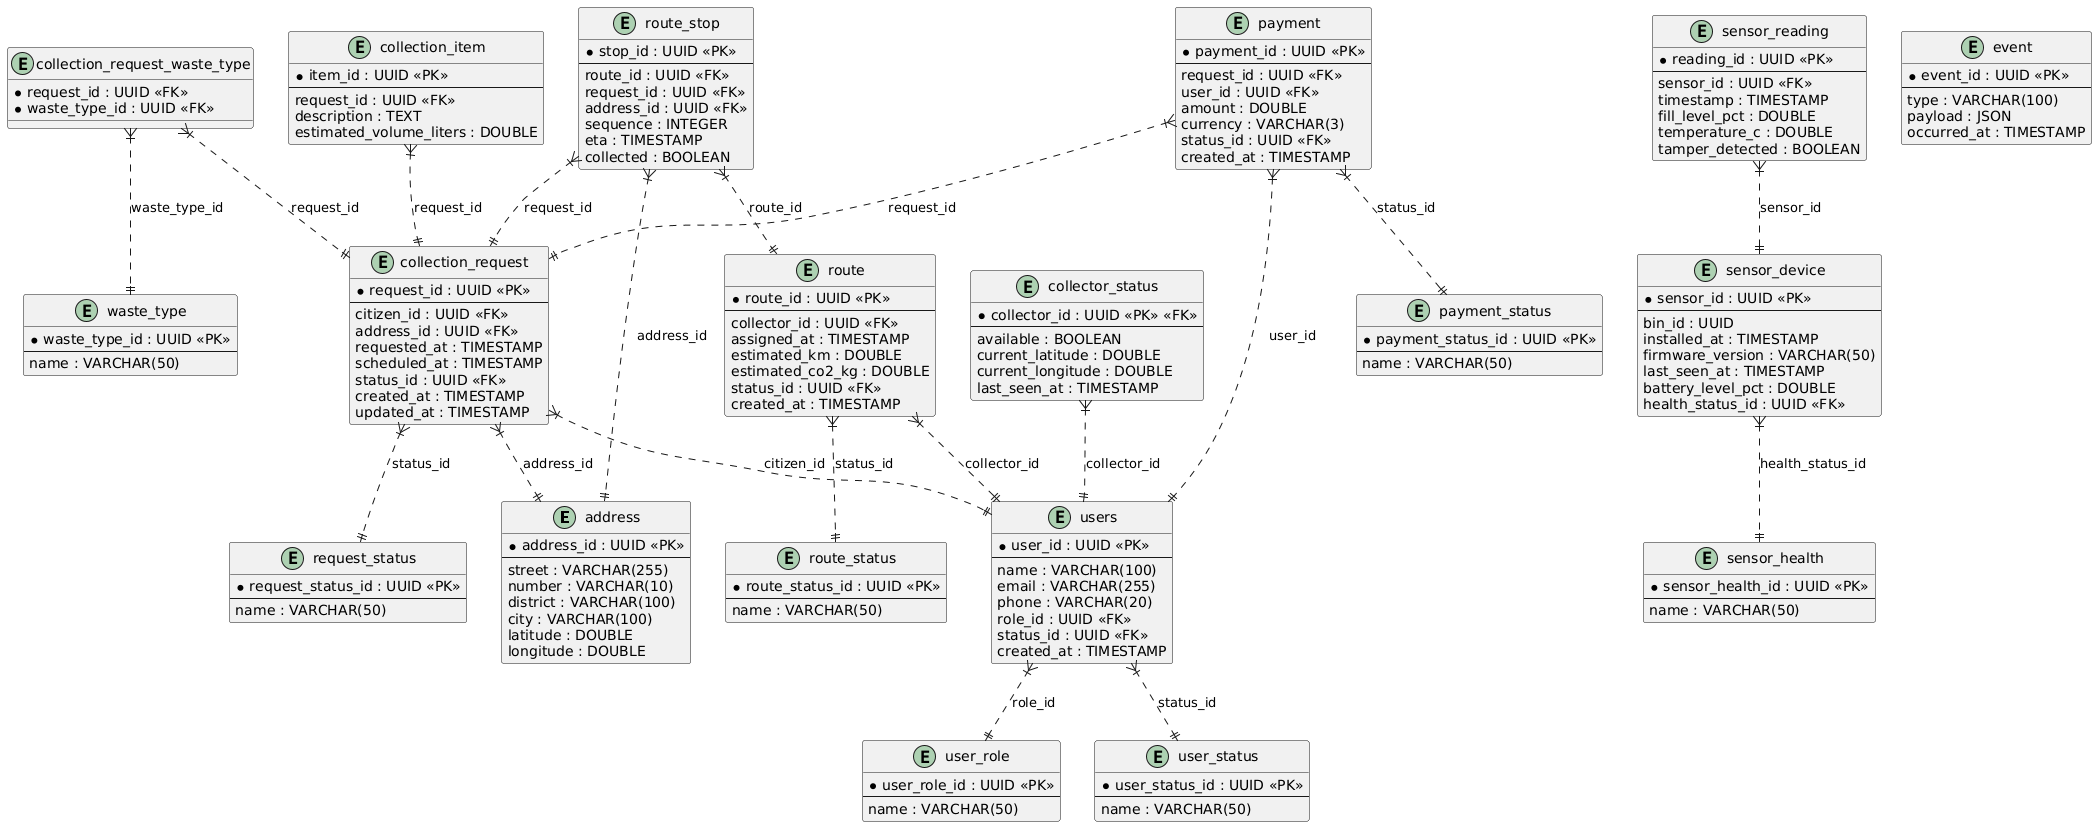 E collection_request_waste_type
* request_id : UUID «FK»
* waste_type_id : UUID «FK»
E collection_item
* item_id : UUID «PK»
request_id : UUID «FK»
description : TEXT
estimated_volume_liters : DOUBLE
E route_stop
* stop_id : UUID «PK»
route_id : UUID «FK»
request_id : UUID «FK»
address_id : UUID «FK»
sequence : INTEGER
eta : TIMESTAMP
collected : BOOLEAN
E payment
* payment_id : UUID «PK»
request_id : UUID «FK»
user_id : UUID «FK»
amount : DOUBLE
currency : VARCHAR(3)
status_id : UUID «FK»
created_at : TIMESTAMP
E sensor_reading
* reading_id : UUID «PK»
sensor_id : UUID «FK»
timestamp : TIMESTAMP
fill_level_pct : DOUBLE
temperature_c : DOUBLE
tamper_detected : BOOLEAN
E event
* event_id : UUID «PK»
type : VARCHAR(100)
payload : JSON
occurred_at : TIMESTAMP
waste_type_id
request_id
request_id
request_id
route_id
request_id
status_id
sensor_id
E waste_type
* waste_type_id : UUID «PK»
name : VARCHAR(50)
E collection_request
* request_id : UUID «PK»
citizen_id : UUID «FK»
address_id : UUID «FK»
requested_at : TIMESTAMP
scheduled_at : TIMESTAMP
status_id : UUID «FK»
created_at : TIMESTAMP
updated_at : TIMESTAMP
address_id
E route
* route_id : UUID «PK»
collector_id : UUID «FK»
assigned_at : TIMESTAMP
estimated_km : DOUBLE
estimated_co2_kg : DOUBLE
status_id : UUID «FK»
created_at : TIMESTAMP
E collector_status
* collector_id : UUID «PK» «FK»
available : BOOLEAN
current_latitude : DOUBLE
current_longitude : DOUBLE
last_seen_at : TIMESTAMP
user_id
E payment_status
* payment_status_id : UUID «PK»
name : VARCHAR(50)
E sensor_device
* sensor_id : UUID «PK»
bin_id : UUID
installed_at : TIMESTAMP
firmware_version : VARCHAR(50)
last_seen_at : TIMESTAMP
battery_level_pct : DOUBLE
health_status_id : UUID «FK»
status_id
address_id
citizen_id
status_id
collector_id
collector_id
health_status_id
E request_status
* request_status_id : UUID «PK»
name : VARCHAR(50)
E address
* address_id : UUID «PK»
street : VARCHAR(255)
number : VARCHAR(10)
district : VARCHAR(100)
city : VARCHAR(100)
latitude : DOUBLE
longitude : DOUBLE
E route_status
* route_status_id : UUID «PK»
name : VARCHAR(50)
E users
* user_id : UUID «PK»
name : VARCHAR(100)
email : VARCHAR(255)
phone : VARCHAR(20)
role_id : UUID «FK»
status_id : UUID «FK»
created_at : TIMESTAMP
E sensor_health
* sensor_health_id : UUID «PK»
name : VARCHAR(50)
role_id
status_id
E user_role
* user_role_id : UUID «PK»
name : VARCHAR(50)
E user_status
* user_status_id : UUID «PK»
name : VARCHAR(50)